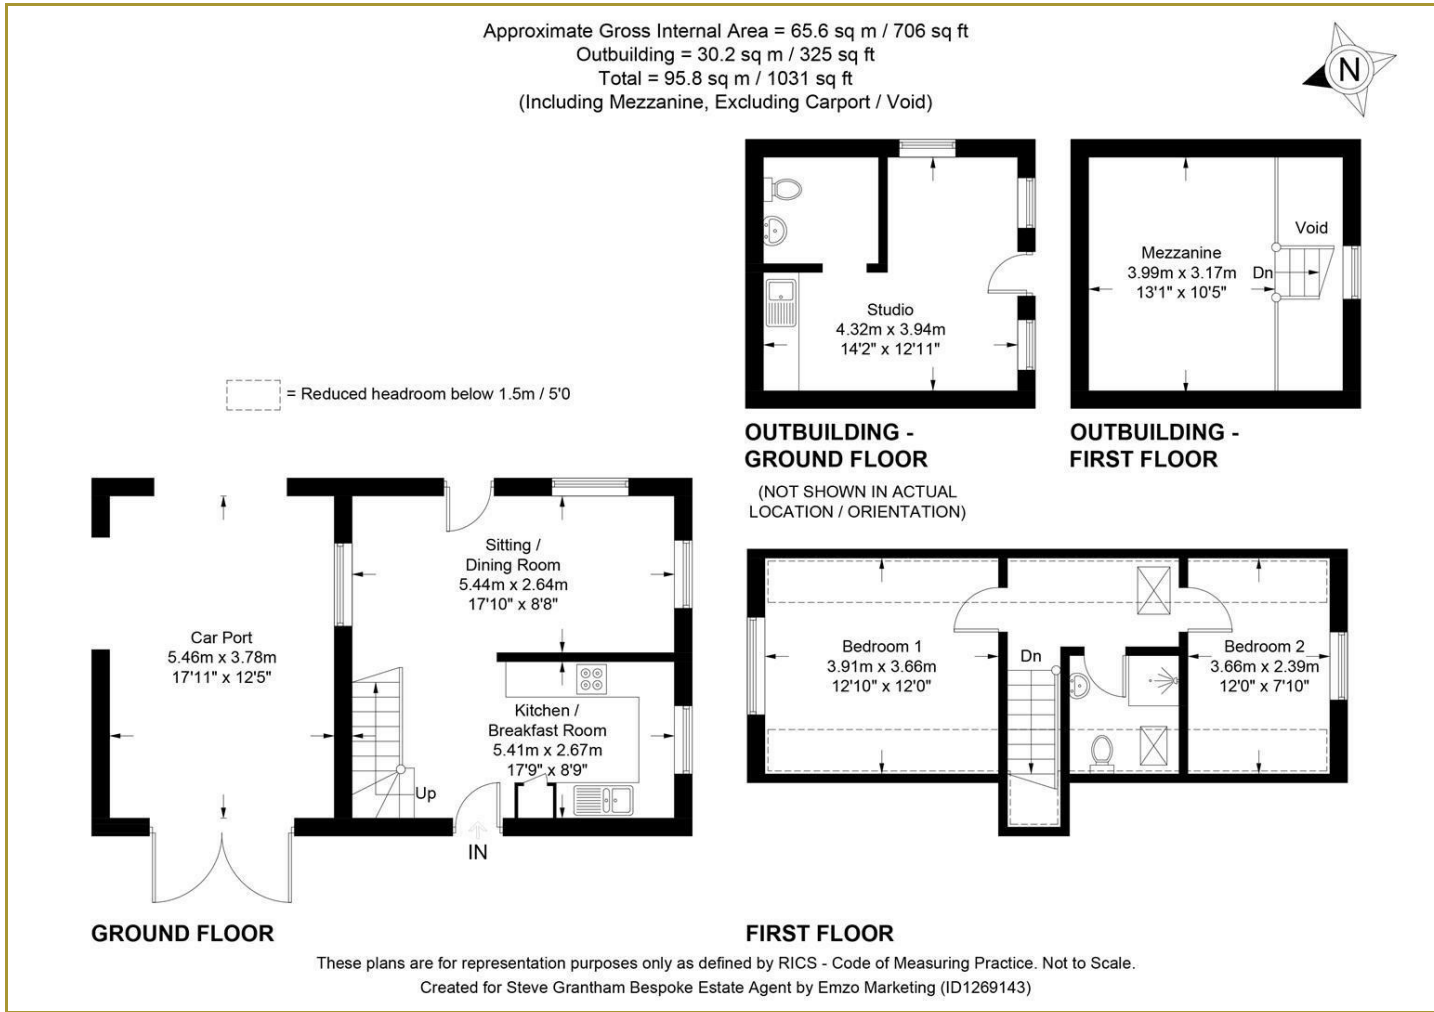 Approximate Gross Internal Area = 65.6 sq m / 706 sq ft
Outbuilding = 30.2 sq m / 325 sq ft
Total = 95.8 sq m / 1031 sq ft
(Including Mezzanine, Excluding Carport / Void)
N
Studio
4.32m x 3.94m
14'2" x 12'11"
Void
Mezzanine
3.99m x 3.17m
13'1" x 10'5"
Dn
OUTBUILDING -
GROUND FLOOR
(NOT SHOWN IN ACTUAL
LOCATION / ORIENTATION)
OUTBUILDING -
FIRST FLOOR
= Reduced headroom below 1.5m / 5'0
Car Port
5.46m x 3.78m
17'11" x 12'5"
Sitting /
Dining Room
5.44m x 2.64m
17'10" x 8'8"
Kitchen /
Breakfast Room
5.41m x 2.67m
17'9" x 8'9"
Up
IN
GROUND FLOOR
Bedroom 1
3.91m x 3.66m
12'10" x 12'0"
Dn
Bedroom 2
3.66m x 2.39m
12'0" x 7'10"
FIRST FLOOR
These plans are for representation purposes only as defined by RICS - Code of Measuring Practice. Not to Scale.
Created for Steve Grantham Bespoke Estate Agent by Emzo Marketing (ID1269143)